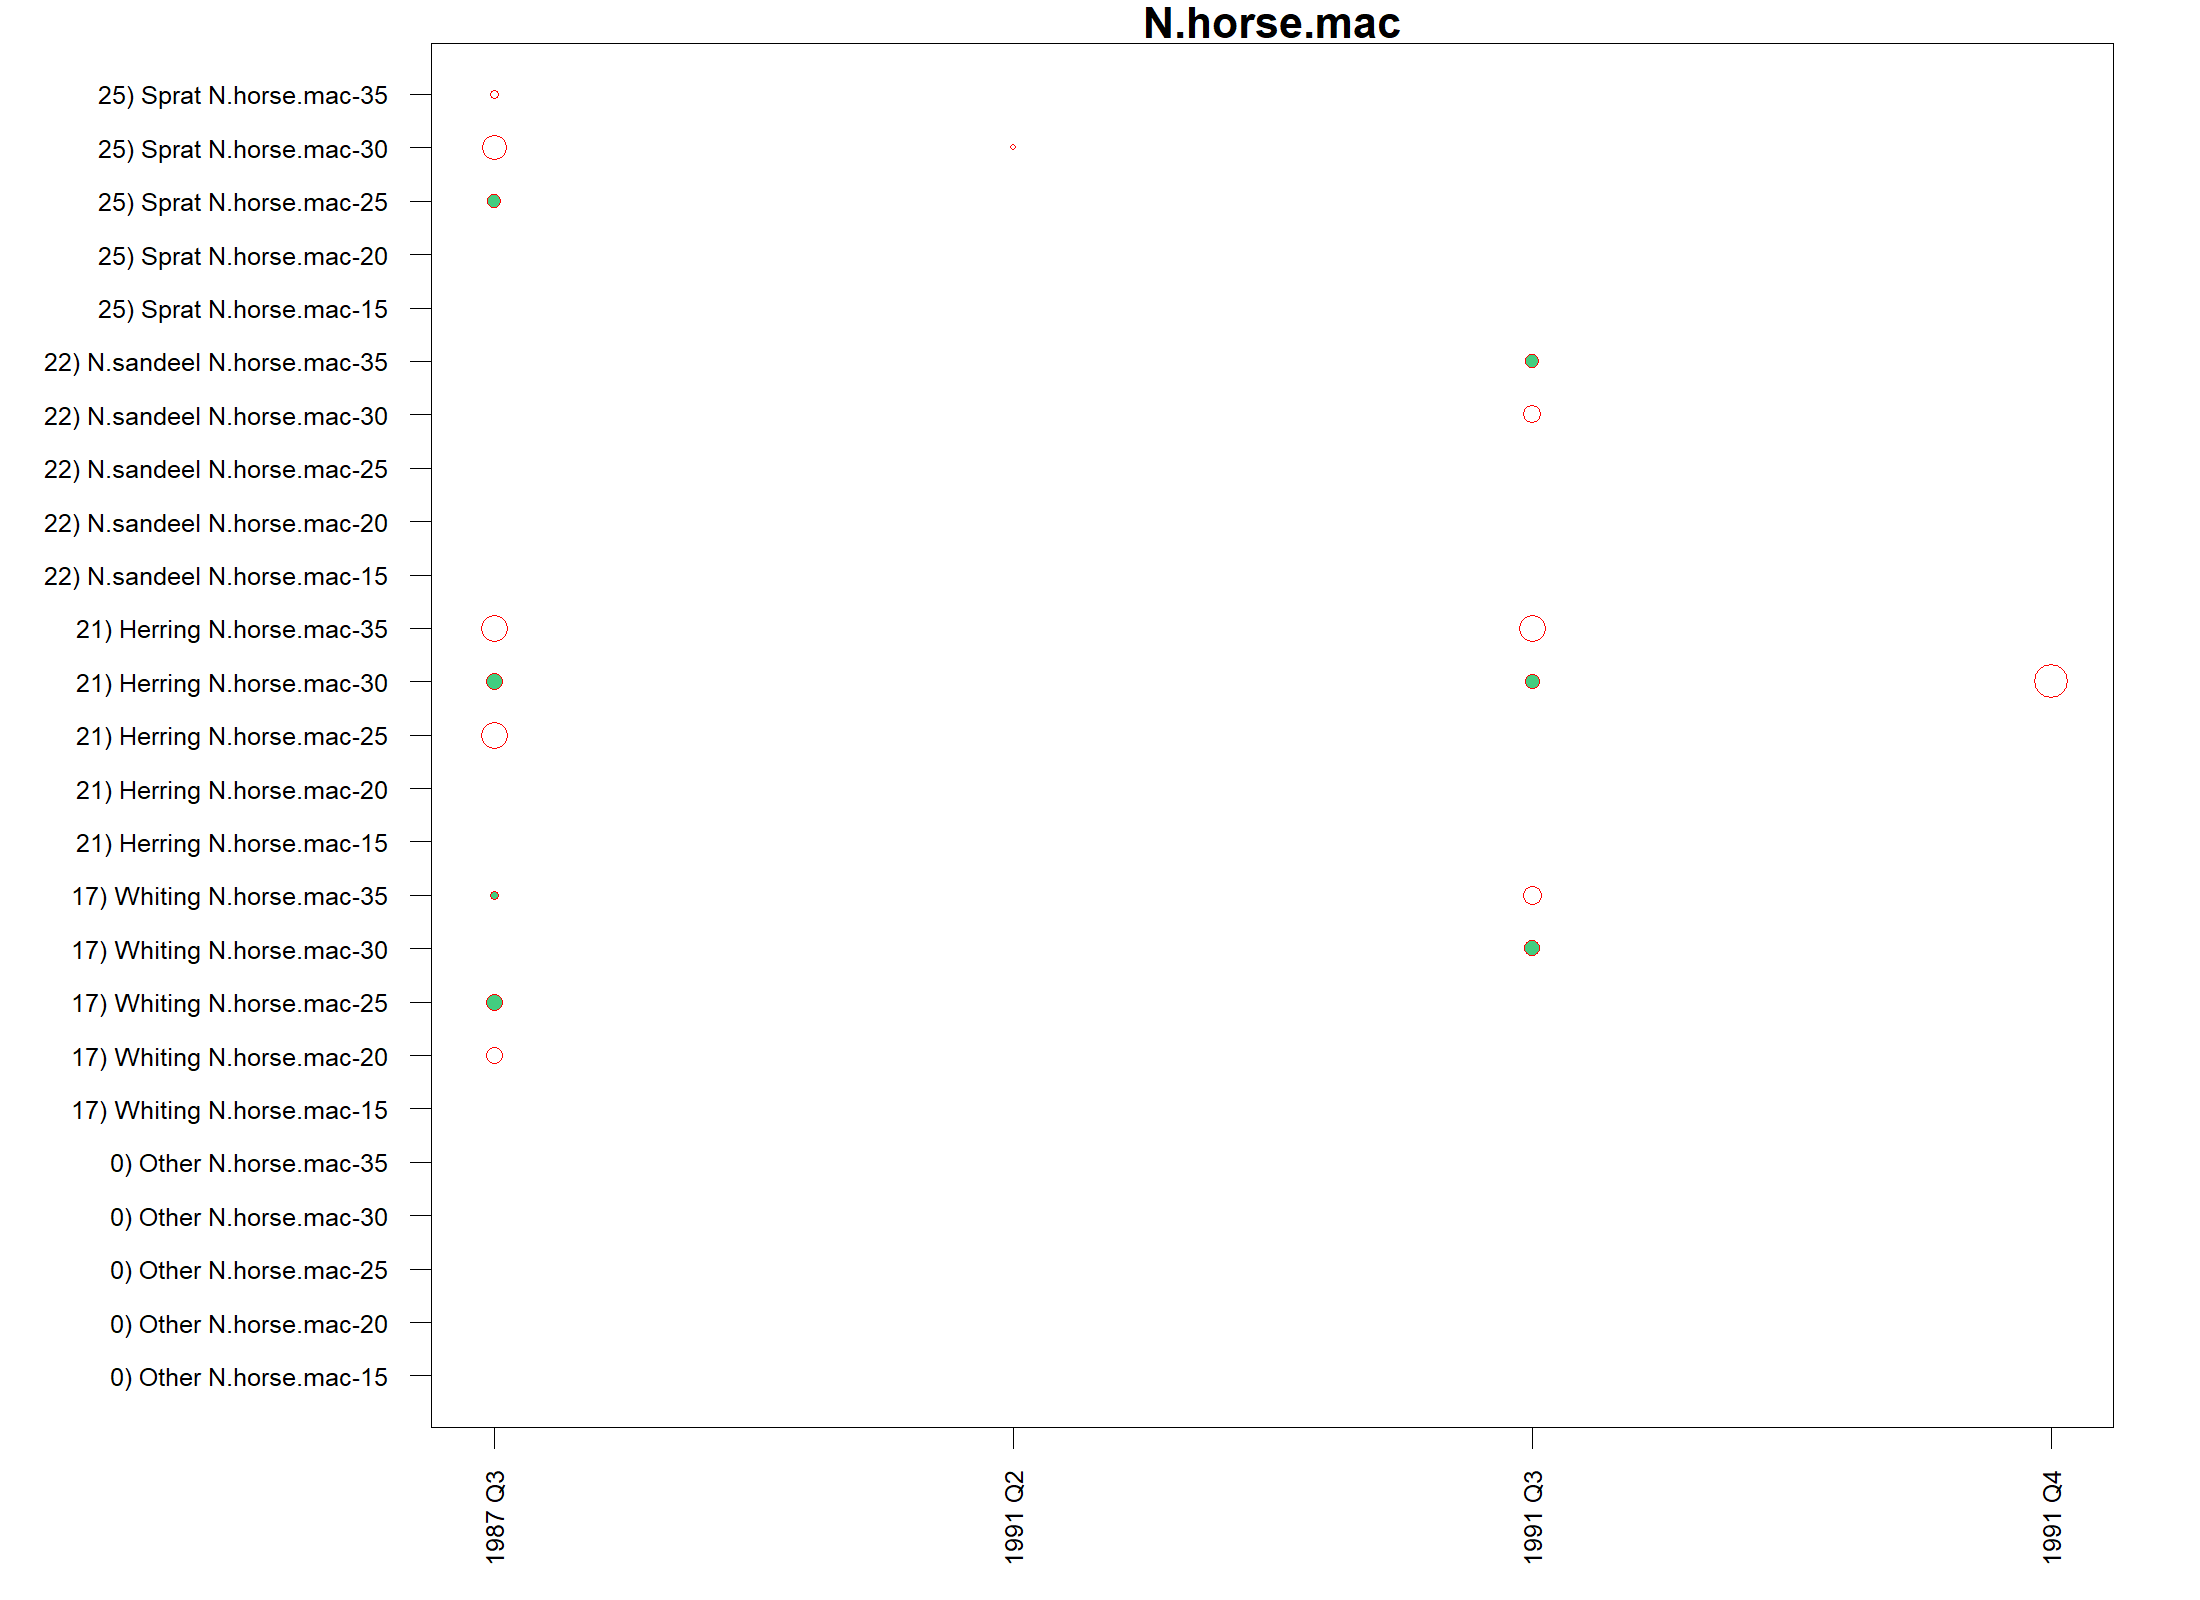 N.horse.mac
25) Sprat N.horse.mac-35
25) Sprat N.horse.mac-30
25) Sprat N.horse.mac-25
25) Sprat N.horse.mac-20
25) Sprat N.horse.mac-15
22) N.sandeel N.horse.mac-35
22) N.sandeel N.horse.mac-30
22) N.sandeel N.horse.mac-25
22) N.sandeel N.horse.mac-20
22) N.sandeel N.horse.mac-15
21) Herring N.horse.mac-35
21) Herring N.horse.mac-30
21) Herring N.horse.mac-25
21) Herring N.horse.mac-20
21) Herring N.horse.mac-15
17) Whiting N.horse.mac-35
17) Whiting N.horse.mac-30
17) Whiting N.horse.mac-25
17) Whiting N.horse.mac-20
17) Whiting N.horse.mac-15
0) Other N.horse.mac-35
0) Other N.horse.mac-30
0) Other N.horse.mac-25
0) Other N.horse.mac-20
0) Other N.horse.mac-15
1987 Q3
1991 Q2
1991 Q3
1991 Q4